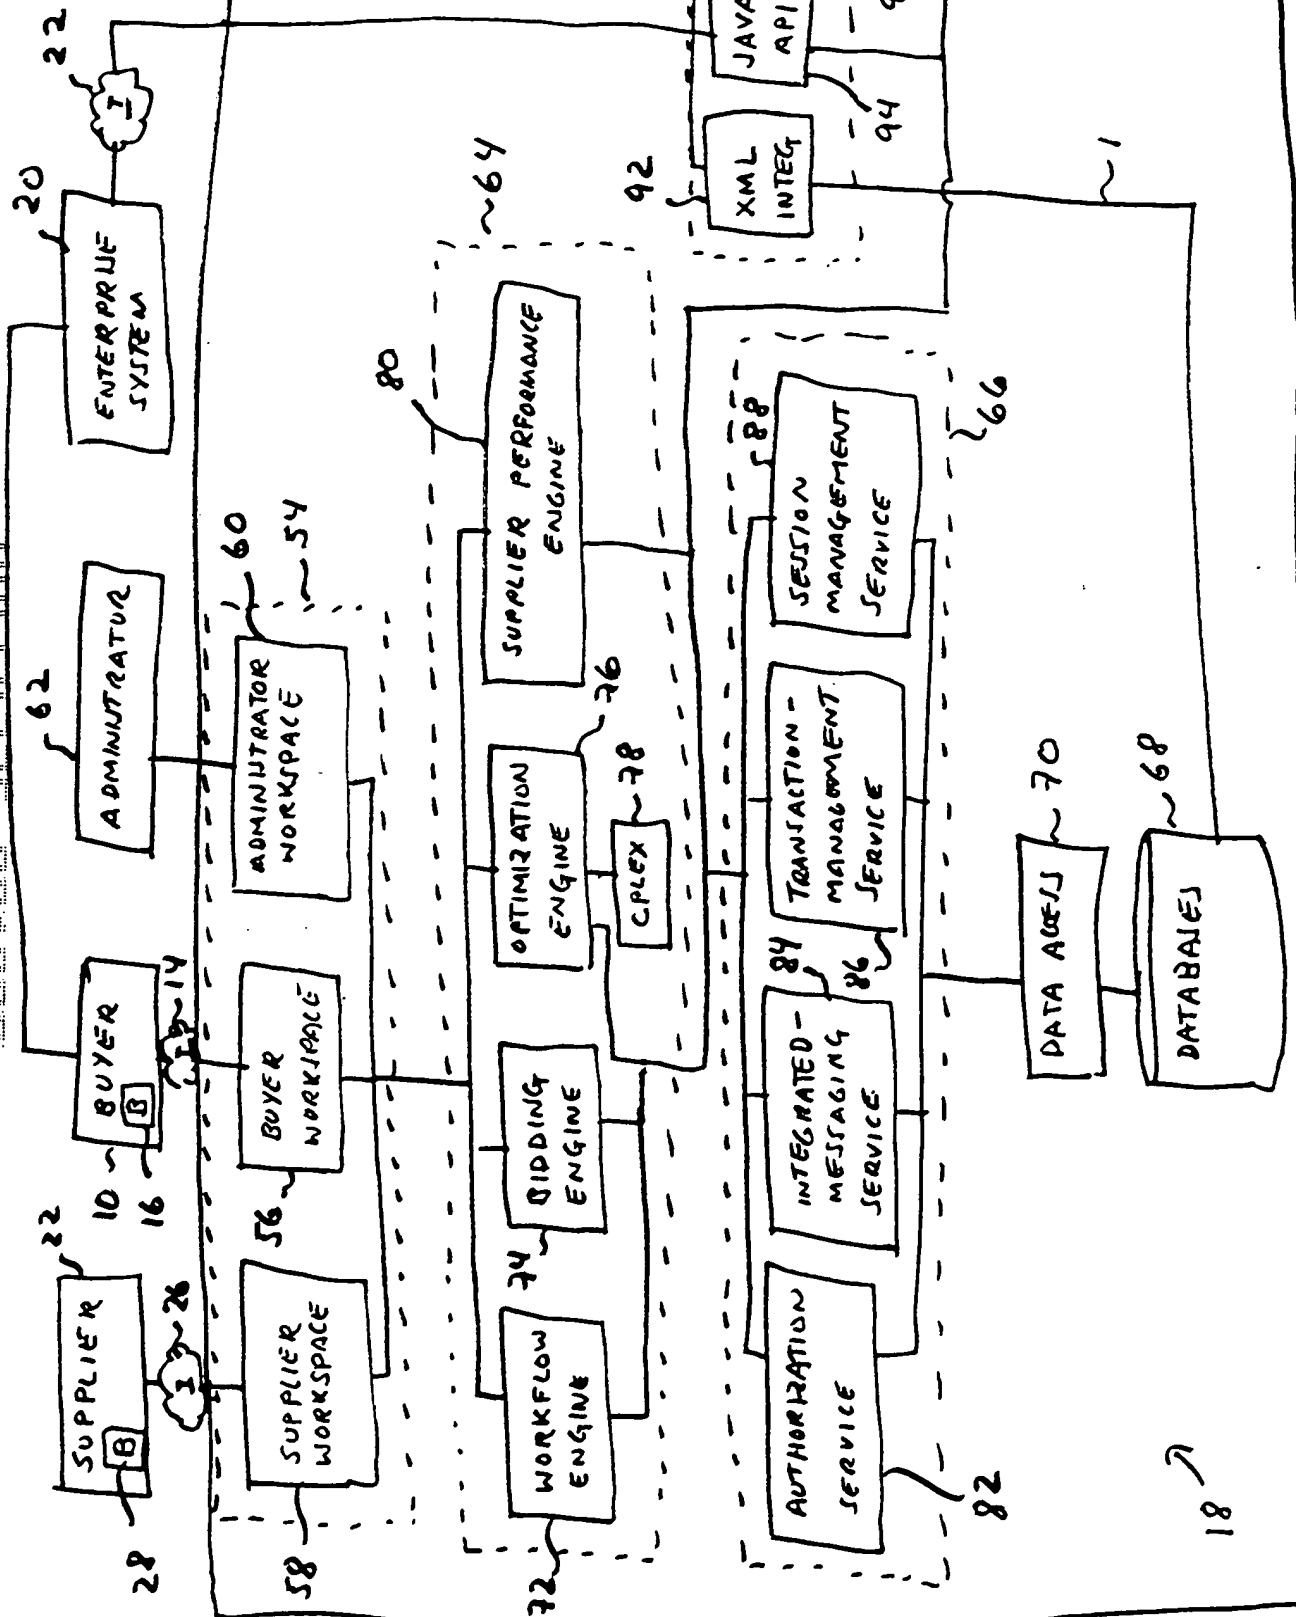 SUPPLIER
B
22
28
26
I
BUYER
B
10
16
14
ADMINISTRATOR
62
ENTERPRISE
SYSTEM
20
I
22
SUPPLIER
WORKSPACE
58
BUYER
WORKSPACE
56
ADMINISTRATOR
WORKSPACE
60
54
WORKFLOW
ENGINE
72
BIDDING
ENGINE
74
OPTIMIZATION
ENGINE
76
CPLEX
78
SUPPLIER PERFORMANCE
ENGINE
80
64
XML
INTEG
92
JAVA
API
94
AUTHORIZATION
SERVICE
82
INTEGRATED-
MESSAGING
SERVICE
84
TRANSACTION-
MANAGEMENT
SERVICE
86
SESSION
MANAGEMENT
SERVICE
88
66
DATA ACCESS
70
DATABASES
68
1
18